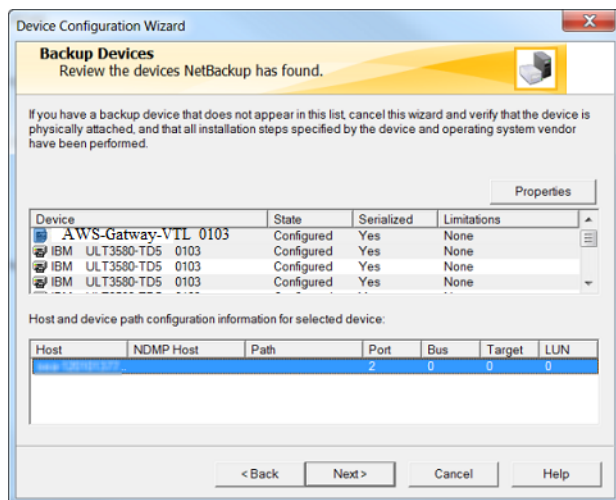 Device Configuration Wizard
Backup Devices
Review the devices NetBackup has found.
If you have a backup device that does not appear in this list, cancel this wizard and verify that the device is
physically attached, and that all installation steps specified by the device and operating system vendor
have been performed.
Properties
Device State Serialized Limitations
AWS-Gatway-VTL 0103 Configured Yes None
IBM ULT3580-TD5 0103 Configured Yes None
IBM ULT3580-TD5 0103 Configured Yes None
IBM ULT3580-TD5 0103 Configured Yes None
Host and device path configuration information for selected device:
Host NDMP Host Path Port Bus Target LUN
2 0 0 0
< Back Next > Cancel Help